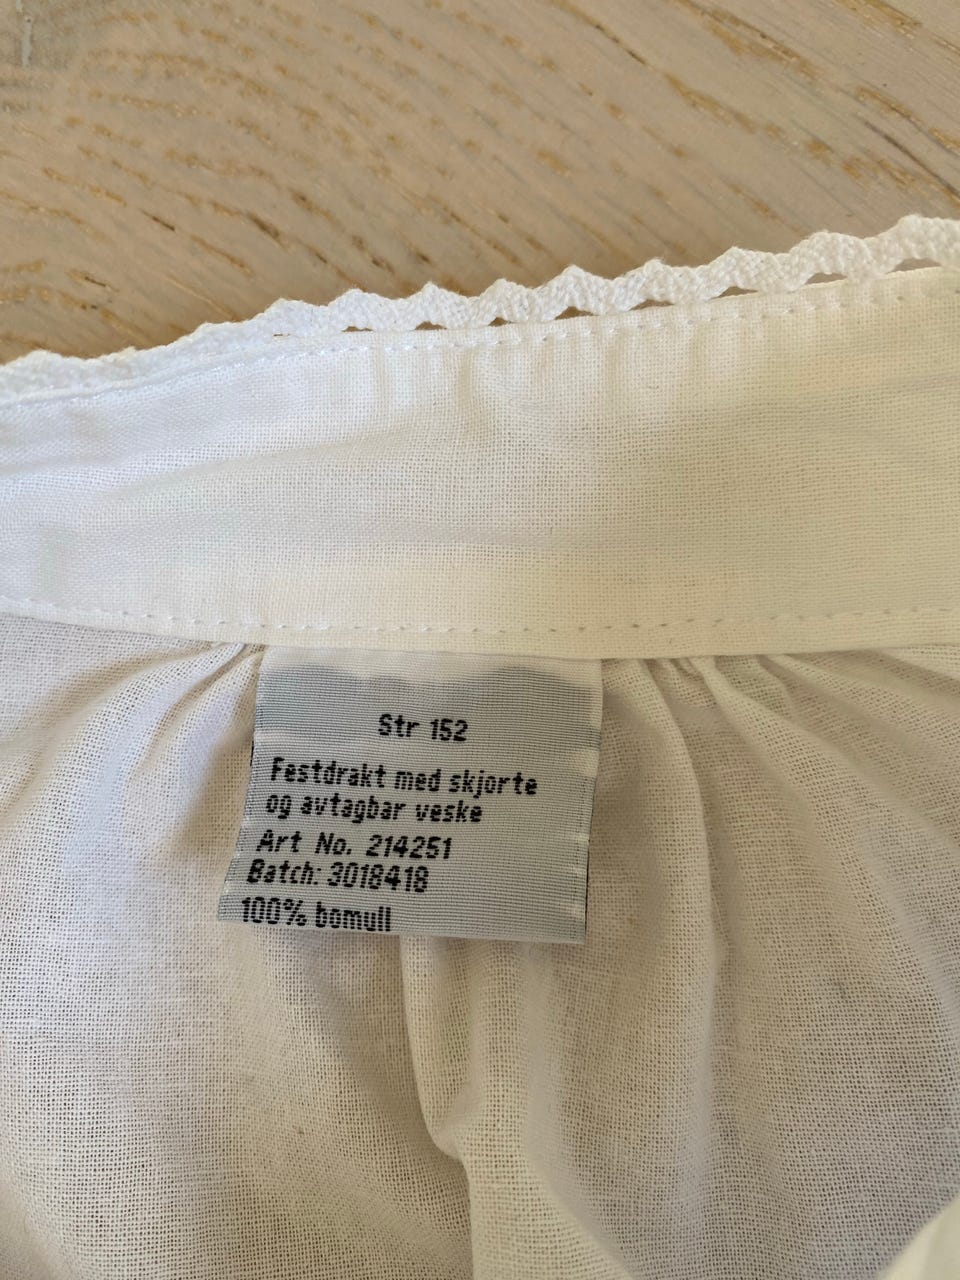 Str 152
Festdrakt med skjorte
og avtagbar veske
Art No. 214251
Batch: 3018418
100% bomull